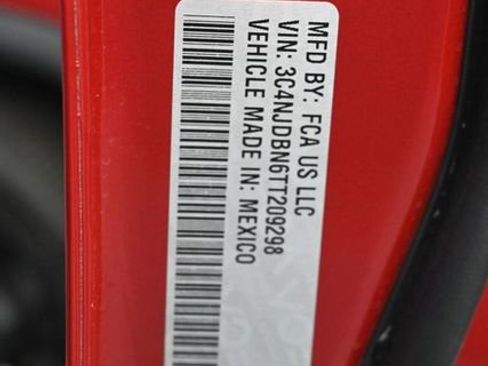 MFD BY: FCA US LLC
VIN: 3C4NJDBN6TT209298
VEHICLE MADE IN: MEXICO